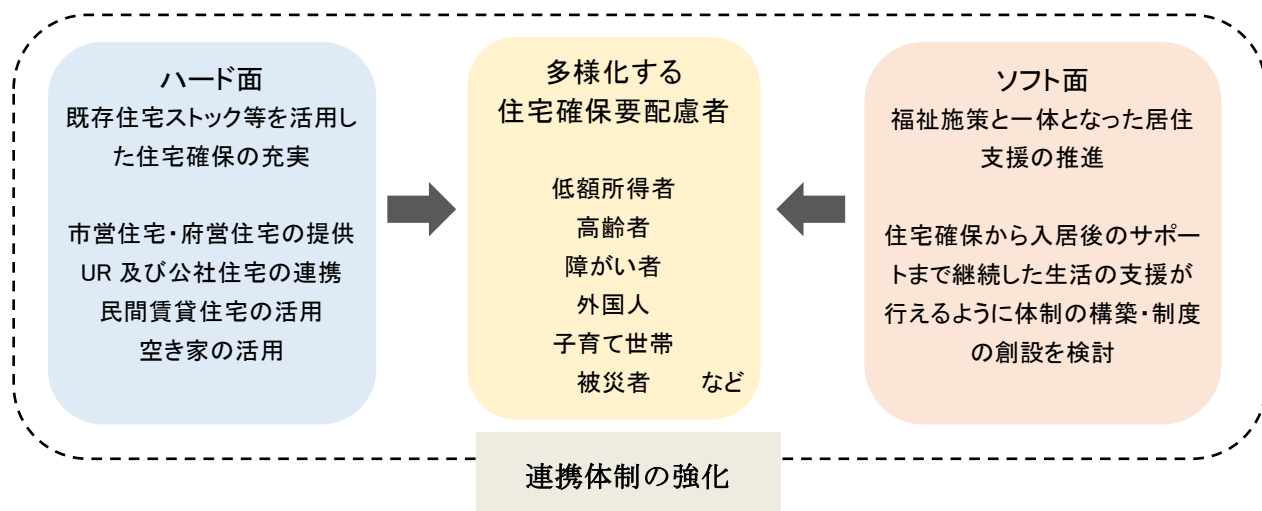 ハード面
既存住宅ストック等を活用し
た住宅確保の充実
市営住宅・府営住宅の提供
UR 及び公社住宅の連携
民間賃貸住宅の活用
空き家の活用
多様化する
住宅確保要配慮者
低額所得者
高齢者
障がい者
外国人
子育て世帯
被災者 など
ソフト面
福祉施策と一体となった居住
支援の推進
住宅確保から入居後のサポー
トまで継続した生活の支援が
行えるように体制の構築・制度
の創設を検討
連携体制の強化